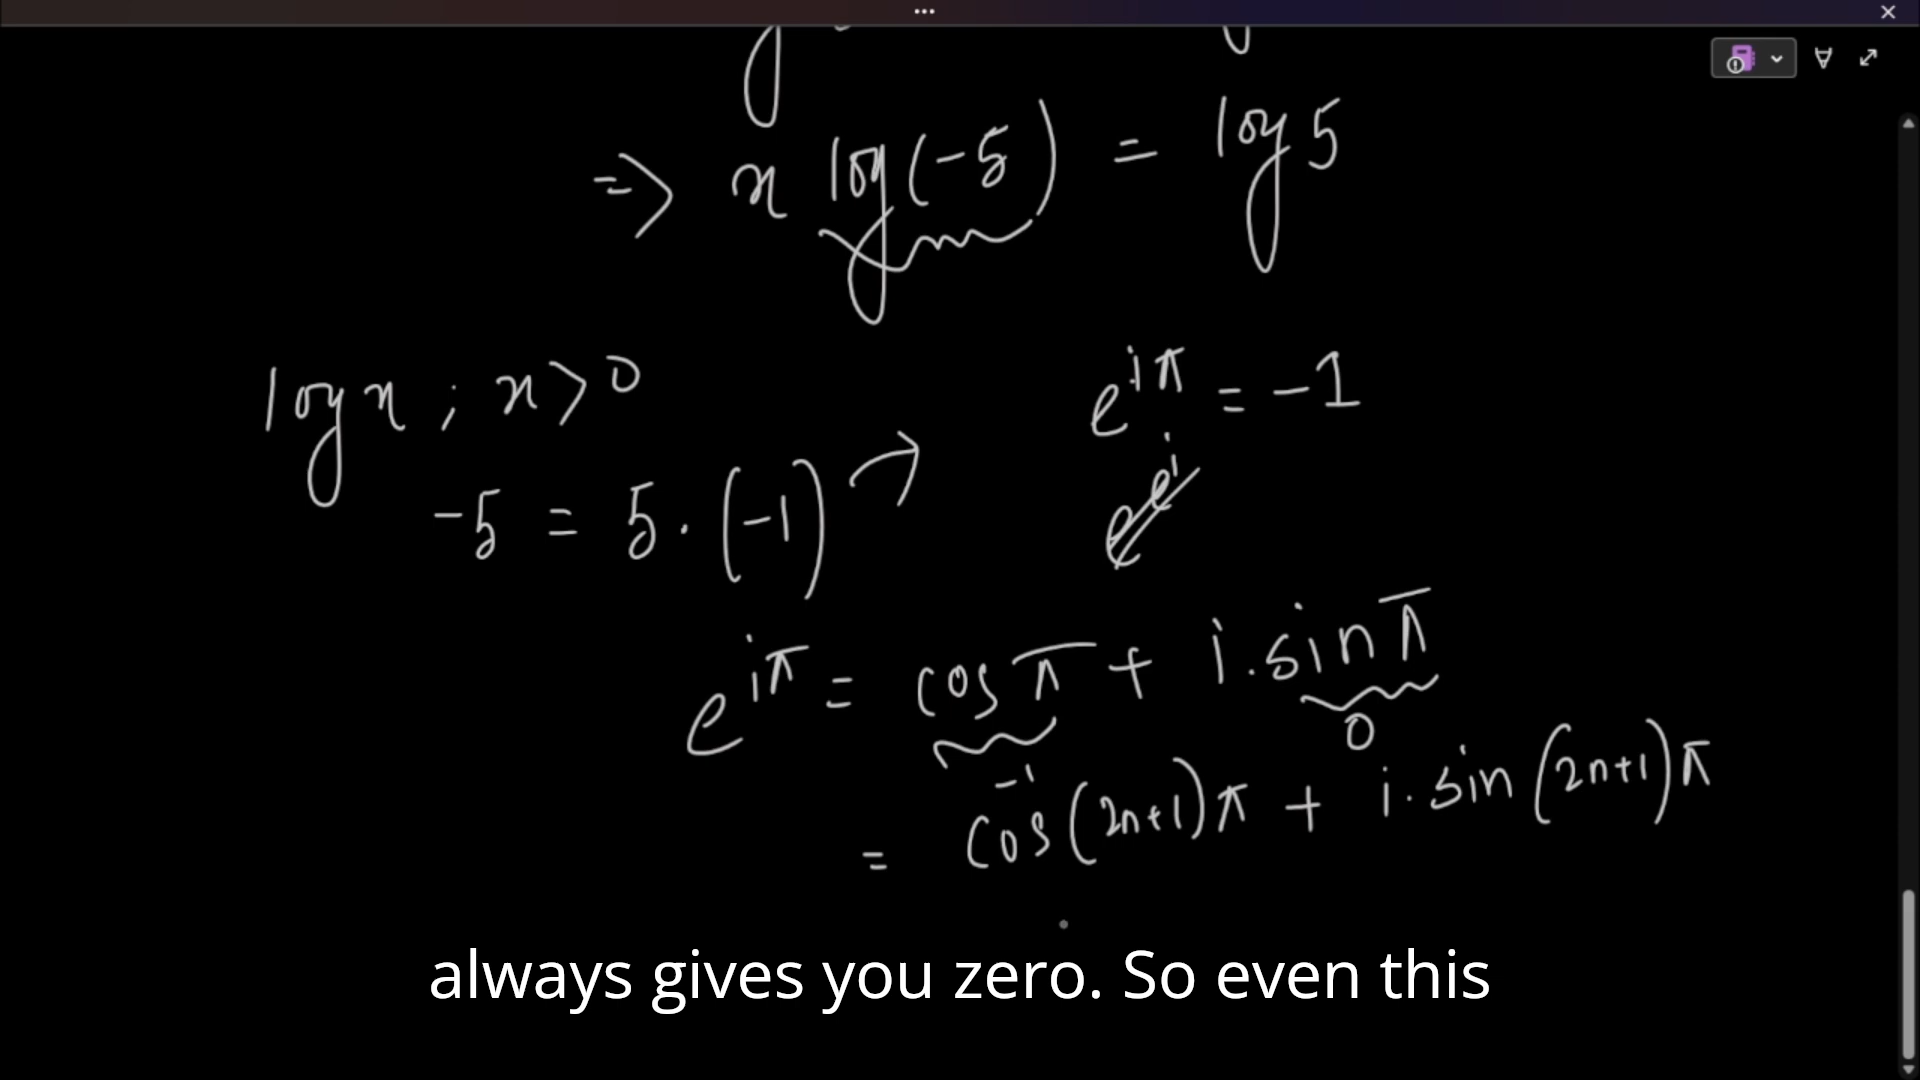 => x log(-5) = log 5
log x ; x > 0
e^{iπ} = -1
-5 = 5 · (-1) →
e^{iπ} = cos π + i · sin π
-1
0
= cos (2n+1) π + i · sin (2n+1) π
always gives you zero. So even this